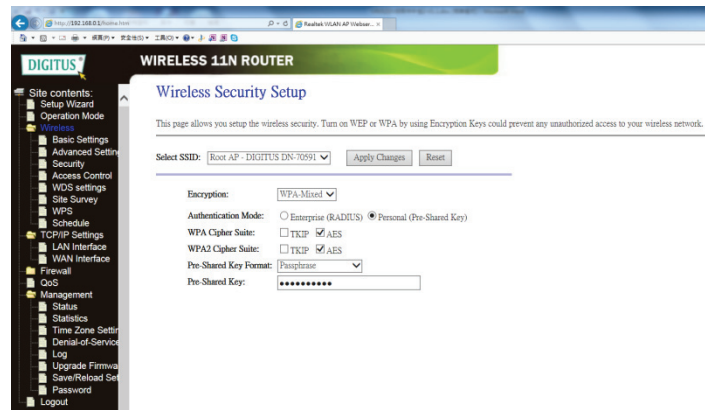 http://192.168.0.1/home.htm
Realtek WLAN AP Webser...
DIGITUS
WIRELESS 11N ROUTER
Site contents:
Setup Wizard
Operation Mode
Wireless
Basic Settings
Advanced Setting
Security
Access Control
WDS settings
Site Survey
WPS
Schedule
TCP/IP Settings
LAN Interface
WAN Interface
Firewall
QoS
Management
Status
Statistics
Time Zone Settin
Denial-of-Service
Log
Upgrade Firmwa
Save/Reload Set
Password
Logout
Wireless Security Setup
This page allows you setup the wireless security. Turn on WEP or WPA by using Encryption Keys could prevent any unauthorized access to your wireless network.
Select SSID: Root AP - DIGITUS DN-70591 Apply Changes Reset
Encryption: WPA-Mixed
Authentication Mode: Enterprise (RADIUS) Personal (Pre-Shared Key)
WPA Cipher Suite: TKIP AES
WPA2 Cipher Suite: TKIP AES
Pre-Shared Key Format: Passphrase
Pre-Shared Key: ●●●●●●●●●●